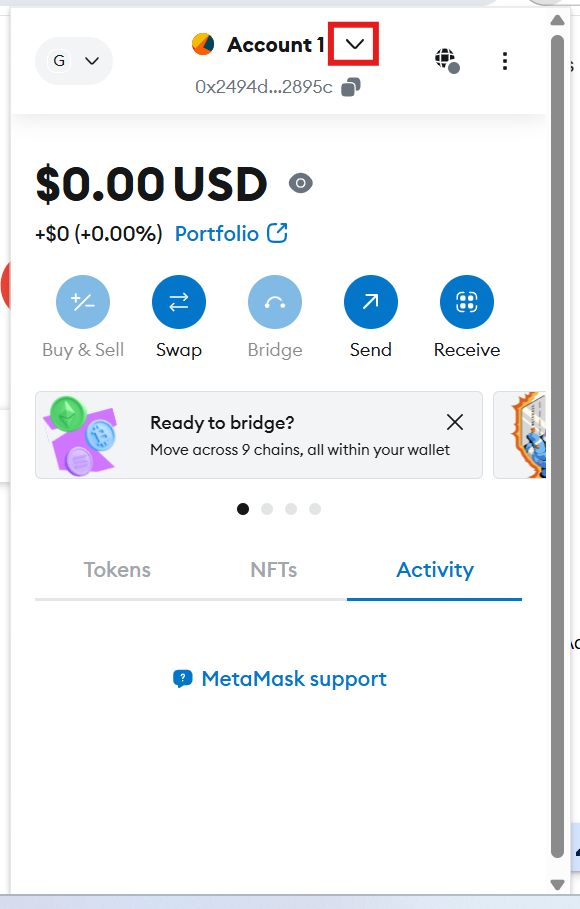 G
Account 1
0x2494d...2895c
$0.00 USD
+$0 (+0.00%) Portfolio
Buy & Sell Swap Bridge Send Receive
Ready to bridge?
Move across 9 chains, all within your wallet
Tokens NFTs Activity
MetaMask support